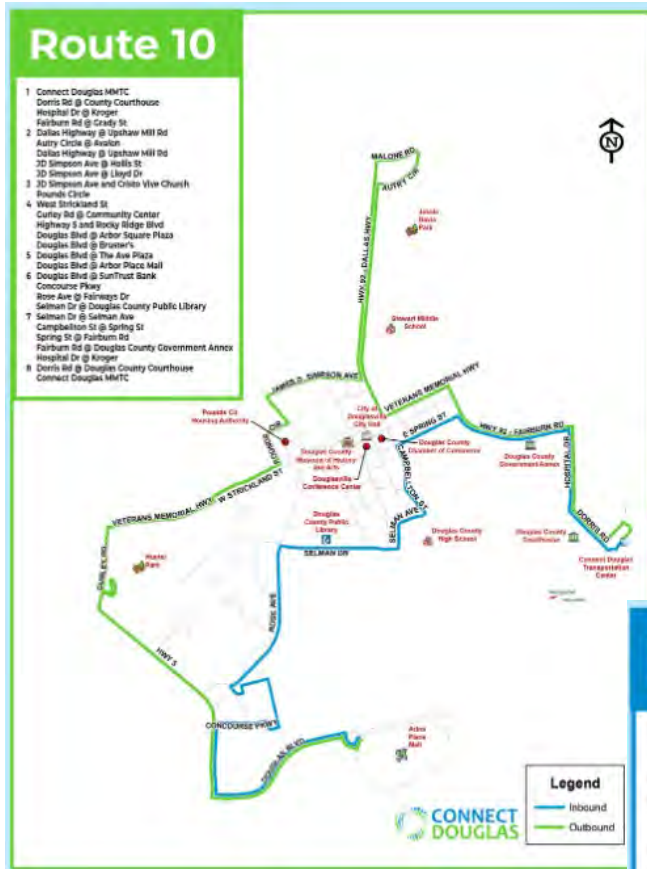 Route 10
1 Connect Douglas MMTC
Dorris Rd @ County Courthouse
Hospital Dr @ Kroger
Fairburn Rd @ Grady St
2 Dallas Highway @ Upshaw Mill Rd
Autry Circle @ Avalon
Dallas Highway @ Upshaw Mill Rd
JD Simpson Ave @ Hollis St
JD Simpson Ave @ Lloyd Dr
3 JD Simpson Ave and Cristo Vive Church
Pounds Circle
4 West Strickland St
Gurley Rd @ Community Center
Highway 5 and Rocky Ridge Blvd
Douglas Blvd @ Arbor Square Plaza
Douglas Blvd @ Bruster's
5 Douglas Blvd @ The Ave Plaza
Douglas Blvd @ Arbor Place Mall
6 Douglas Blvd @ SunTrust Bank
Concourse Pkwy
Rose Ave @ Fairways Dr
Selman Dr @ Douglas County Public Library
7 Selman Dr @ Selman Ave
Campbellton St @ Spring St
Spring St @ Fairburn Rd
Fairburn Rd @ Douglas County Government Annex
Hospital Dr @ Kroger
8 Dorris Rd @ Douglas County Courthouse
Connect Douglas MMTC
N
MALONE RD
AUTRY CIR
Jessie
Davis
Park
HWY 92 - DALLAS HWY
Stewart Middle
School
JAMES D. SIMPSON AVE
VETERANS MEMORIAL HWY
City of
Douglasville
City Hall
Pounds Cir
Housing Authority
POUNDS CIR
E SPRING ST
HWY 92 - FAIRBURN RD
Douglas County
Museum of History
and Arts
Douglas County
Chamber of Commerce
Douglas County
Government Annex
Douglasville
Conference Center
CAMPBELLTON ST
HOSPITAL DR
W STRICKLAND ST
VETERANS MEMORIAL HWY
Douglas
County Public
Library
SELMAN AVE
DORRIS RD
Douglas County
High School
Douglas County
Courthouse
SELMAN DR
Connect Douglas
Transportation
Center
Hunter
Park
GURLEY RD
ROSE AVE
HWY 5
CONCOURSE PKWY
DOUGLAS BLVD
Arbor
Place
Mall
Legend
Inbound
Outbound
CONNECT
DOUGLAS